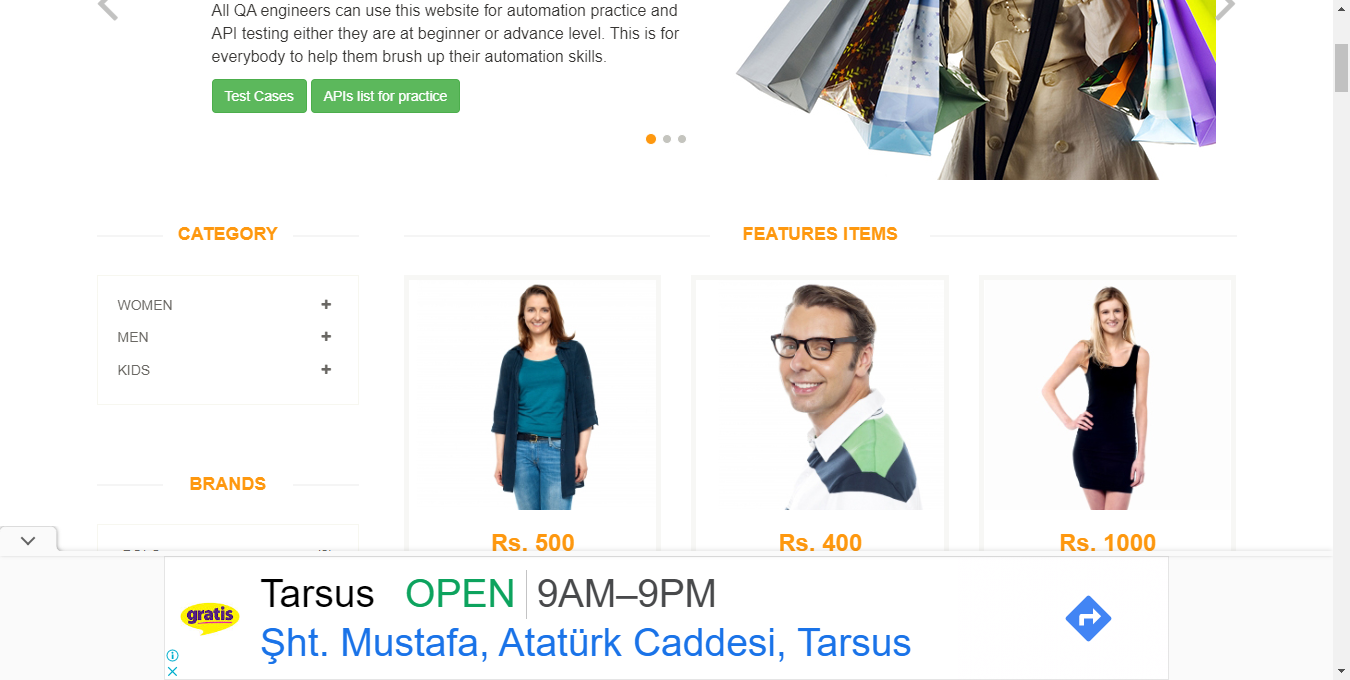 All QA engineers can use this website for automation practice and
API testing either they are at beginner or advance level. This is for
everybody to help them brush up their automation skills.
Test Cases
APIs list for practice
CATEGORY
WOMEN
MEN
KIDS
BRANDS
FEATURES ITEMS
Rs. 500
Rs. 400
Rs. 1000
gratis
Tarsus OPEN 9AM–9PM
Şht. Mustafa, Atatürk Caddesi, Tarsus